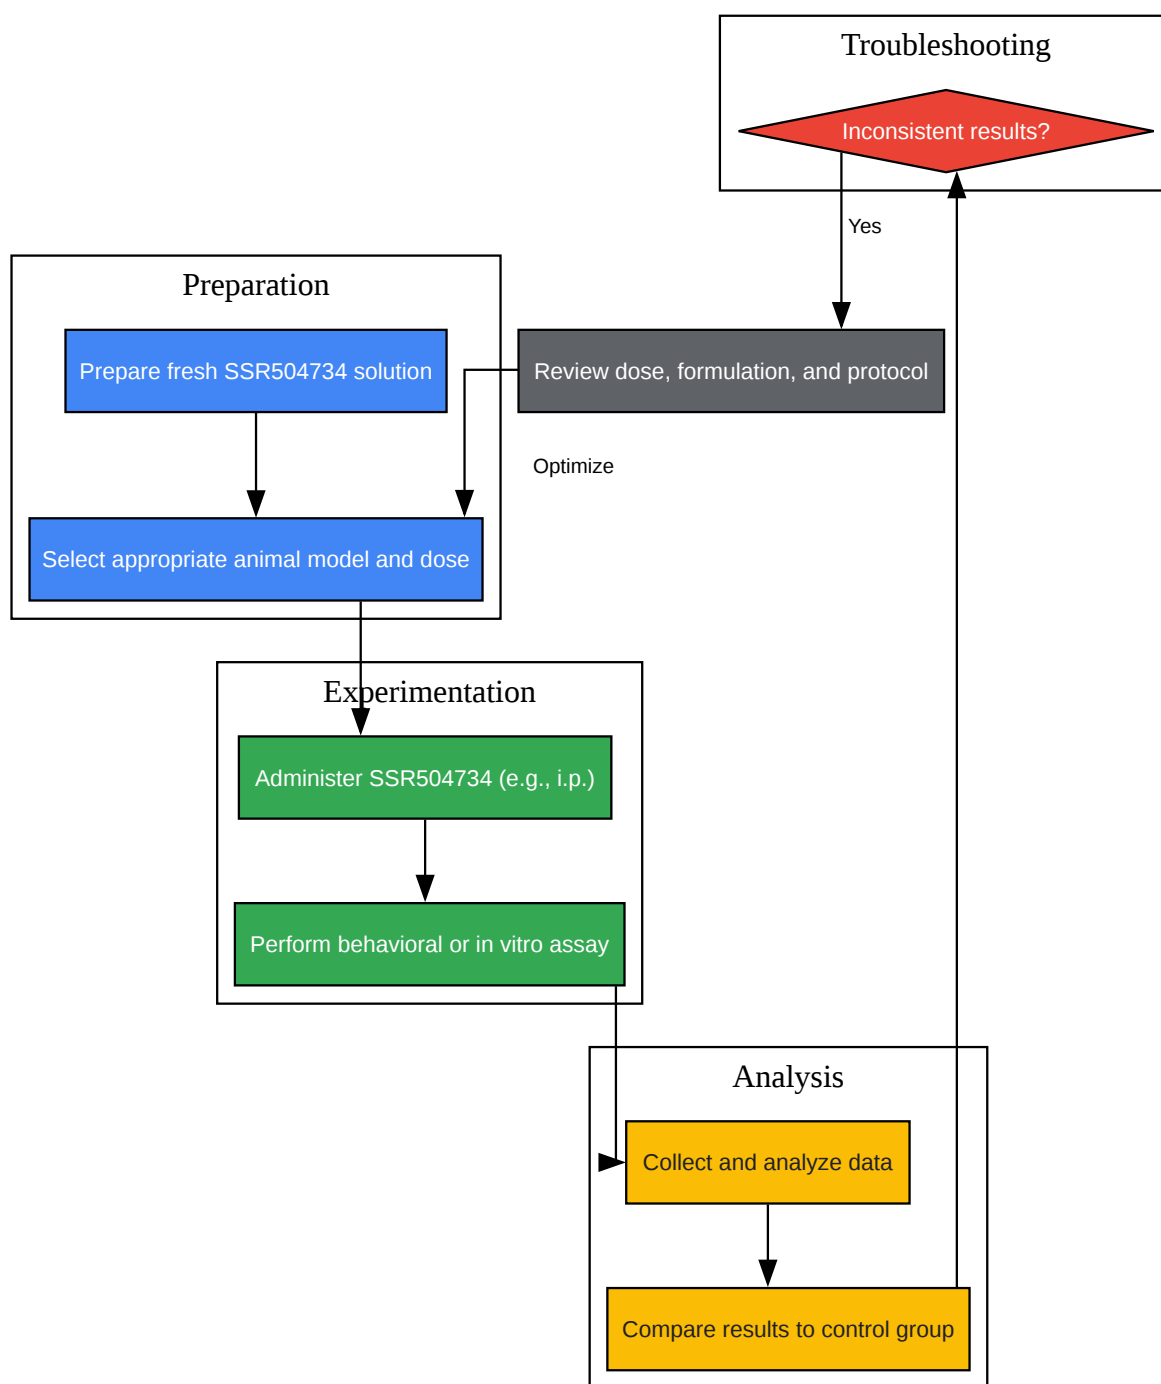 Troubleshooting
Inconsistent results?
Yes
Preparation
Prepare fresh SSR504734 solution
Review dose, formulation, and protocol
Optimize
Select appropriate animal model and dose
Experimentation
Administer SSR504734 (e.g., i.p.)
Perform behavioral or in vitro assay
Analysis
Collect and analyze data
Compare results to control group